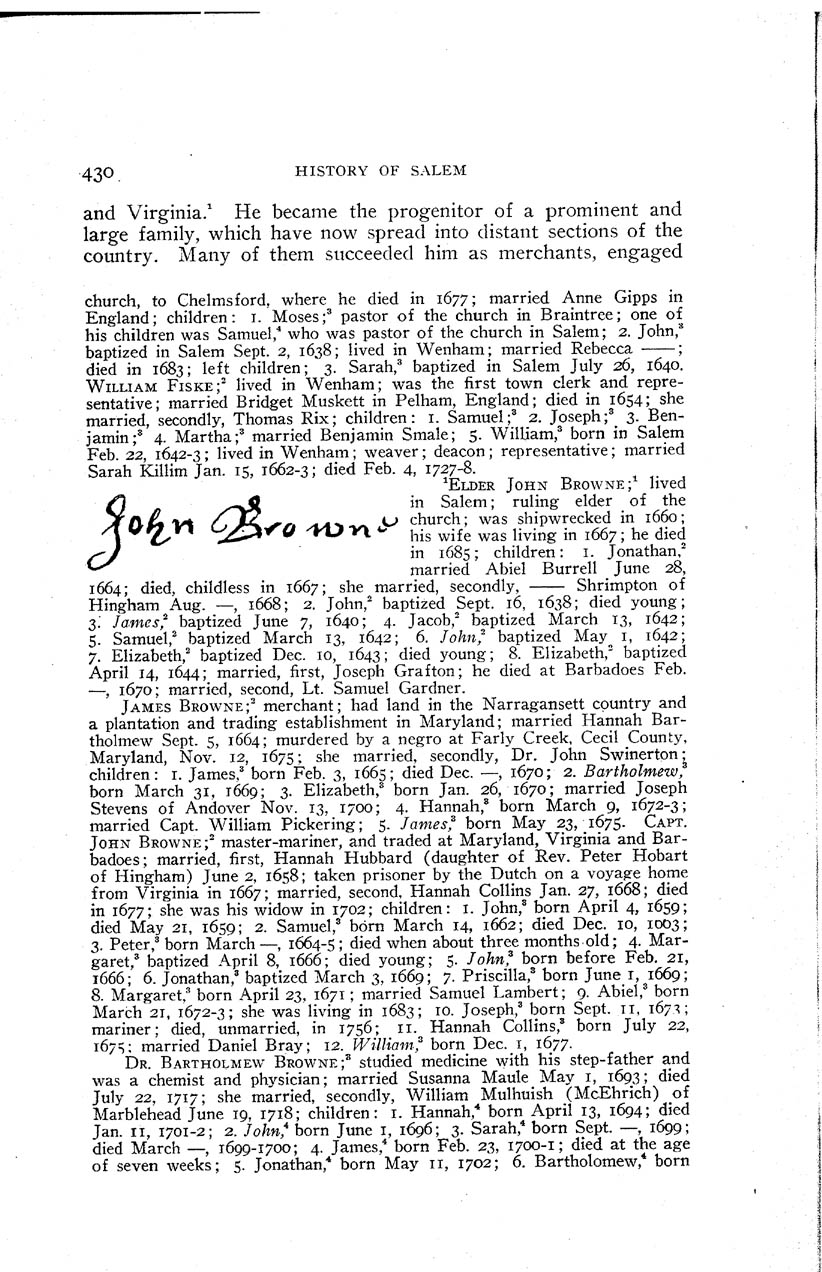 430
HISTORY OF SALEM
and Virginia.¹ He became the progenitor of a prominent and
large family, which have now spread into distant sections of the
country. Many of them succeeded him as merchants, engaged
church, to Chelmsford, where he died in 1677; married Anne Gipps in
England; children: 1. Moses;³ pastor of the church in Braintree; one of
his children was Samuel,⁴ who was pastor of the church in Salem; 2. John,³
baptized in Salem Sept. 2, 1638; lived in Wenham; married Rebecca ——;
died in 1683; left children; 3. Sarah,³ baptized in Salem July 26, 1640.
WILLIAM FISKE;² lived in Wenham; was the first town clerk and repre-
sentative; married Bridget Muskett in Pelham, England; died in 1654; she
married, secondly, Thomas Rix; children: 1. Samuel;³ 2. Joseph;³ 3. Ben-
jamin;³ 4. Martha;³ married Benjamin Smale; 5. William,³ born in Salem
Feb. 22, 1642-3; lived in Wenham; weaver; deacon; representative; married
Sarah Killim Jan. 15, 1662-3; died Feb. 4, 1727-8.
¹ELDER JOHN BROWNE;¹ lived
in Salem; ruling elder of the
John Browne
church; was shipwrecked in 1660;
his wife was living in 1667; he died
in 1685; children: 1. Jonathan,²
married Abiel Burrell June 28,
1664; died, childless in 1667; she married, secondly, —— Shrimpton of
Hingham Aug. —, 1668; 2. John,² baptized Sept. 16, 1638; died young;
3. James,² baptized June 7, 1640; 4. Jacob,² baptized March 13, 1642;
5. Samuel,² baptized March 13, 1642; 6. John,² baptized May 1, 1642;
7. Elizabeth,² baptized Dec. 10, 1643; died young; 8. Elizabeth,² baptized
April 14, 1644; married, first, Joseph Grafton; he died at Barbadoes Feb.
—, 1670; married, second, Lt. Samuel Gardner.
JAMES BROWNE;² merchant; had land in the Narragansett country and
a plantation and trading establishment in Maryland; married Hannah Bar-
tholmew Sept. 5, 1664; murdered by a negro at Farly Creek, Cecil County,
Maryland, Nov. 12, 1675; she married, secondly, Dr. John Swinerton;
children: 1. James,³ born Feb. 3, 1665; died Dec. —, 1670; 2. Bartholmew,³
born March 31, 1669; 3. Elizabeth,³ born Jan. 26, 1670; married Joseph
Stevens of Andover Nov. 13, 1700; 4. Hannah,³ born March 9, 1672-3;
married Capt. William Pickering; 5. James,³ born May 23, 1675. CAPT.
JOHN BROWNE;² master-mariner, and traded at Maryland, Virginia and Bar-
badoes; married, first, Hannah Hubbard (daughter of Rev. Peter Hobart
of Hingham) June 2, 1658; taken prisoner by the Dutch on a voyage home
from Virginia in 1667; married, second, Hannah Collins Jan. 27, 1668; died
in 1677; she was his widow in 1702; children: 1. John,³ born April 4, 1659;
died May 21, 1659; 2. Samuel,³ born March 14, 1662; died Dec. 10, 1663;
3. Peter,³ born March —, 1664-5; died when about three months old; 4. Mar-
garet,³ baptized April 8, 1666; died young; 5. John,³ born before Feb. 21,
1666; 6. Jonathan,³ baptized March 3, 1669; 7. Priscilla,³ born June 1, 1669;
8. Margaret,³ born April 23, 1671; married Samuel Lambert; 9. Abiel,³ born
March 21, 1672-3; she was living in 1683; 10. Joseph,³ born Sept. 11, 1673;
mariner; died, unmarried, in 1756; 11. Hannah Collins,³ born July 22,
1675; married Daniel Bray; 12. William,³ born Dec. 1, 1677.
DR. BARTHOLMEW BROWNE;³ studied medicine with his step-father and
was a chemist and physician; married Susanna Maule May 1, 1693; died
July 22, 1717; she married, secondly, William Mulhuish (McEhrich) of
Marblehead June 19, 1718; children: 1. Hannah,⁴ born April 13, 1694; died
Jan. 11, 1701-2; 2. John,⁴ born June 1, 1696; 3. Sarah,⁴ born Sept. —, 1699;
died March —, 1699-1700; 4. James,⁴ born Feb. 23, 1700-1; died at the age
of seven weeks; 5. Jonathan,⁴ born May 11, 1702; 6. Bartholomew,⁴ born